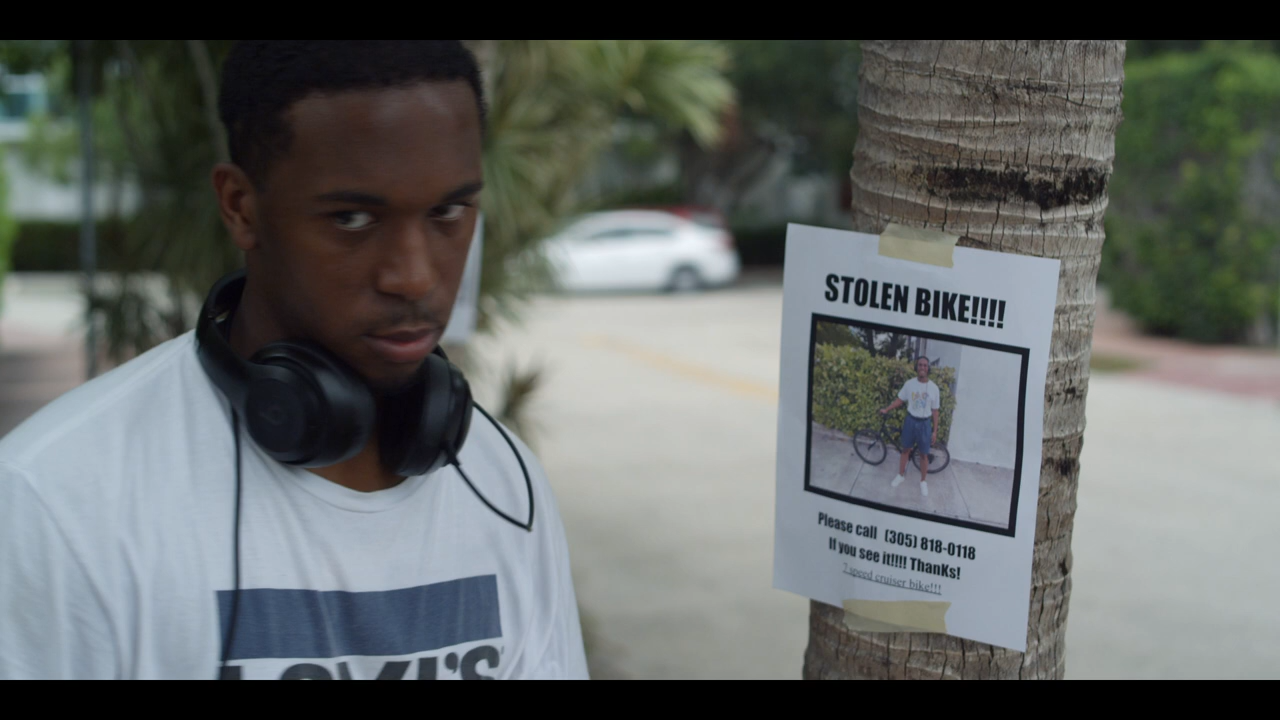 STOLEN BIKE!!!!
Please call (305) 818-0118
If you see it!!!! ThanKs!
7 speed cruiser bike!!!
LEVI'S